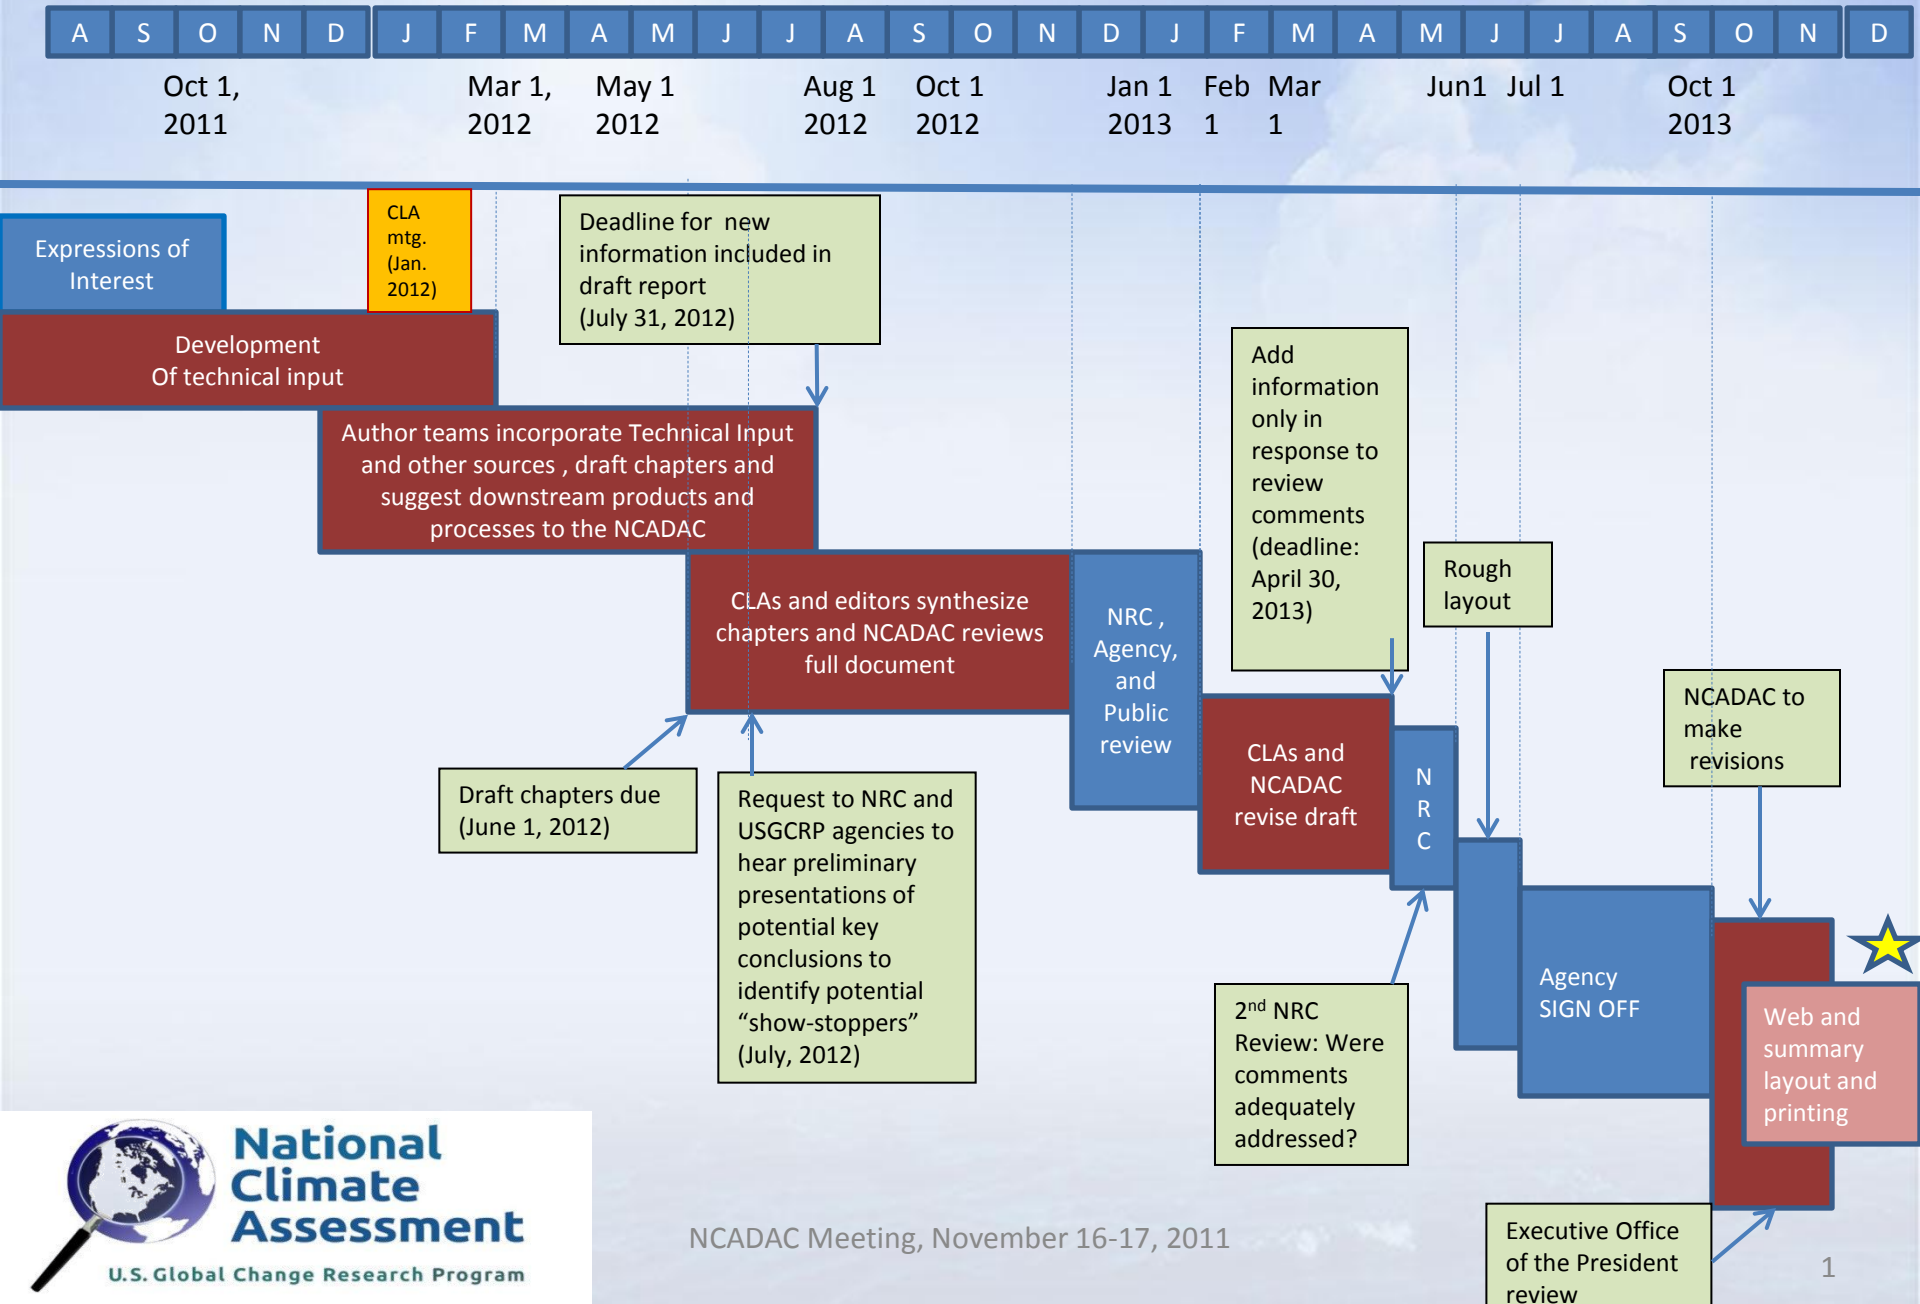 A S O N D J F M A M J J A S O N D J F M A M J J A S O N D
Oct 1,
2011
Mar 1,
2012
May 1
2012
Aug 1
2012
Oct 1
2012
Jan 1
2013
Feb
1
Mar
1
Jun1
Jul 1
Oct 1
2013
Expressions of
Interest
CLA
mtg.
(Jan.
2012)
Deadline for new
information included in
draft report
(July 31, 2012)
Development
Of technical input
Author teams incorporate Technical Input
and other sources , draft chapters and
suggest downstream products and
processes to the NCADAC
Add
information
only in
response to
review
comments
(deadline:
April 30,
2013)
Rough
layout
CLAs and editors synthesize
chapters and NCADAC reviews
full document
NRC ,
Agency,
and
Public
review
NCADAC to
make
revisions
CLAs and
NCADAC
revise draft
N
R
C
Draft chapters due
(June 1, 2012)
Request to NRC and
USGCRP agencies to
hear preliminary
presentations of
potential key
conclusions to
identify potential
“show-stoppers”
(July, 2012)
2nd NRC
Review: Were
comments
adequately
addressed?
Agency
SIGN OFF
Web and
summary
layout and
printing
National
Climate
Assessment
U.S. Global Change Research Program
NCADAC Meeting, November 16-17, 2011
Executive Office
of the President
review
1